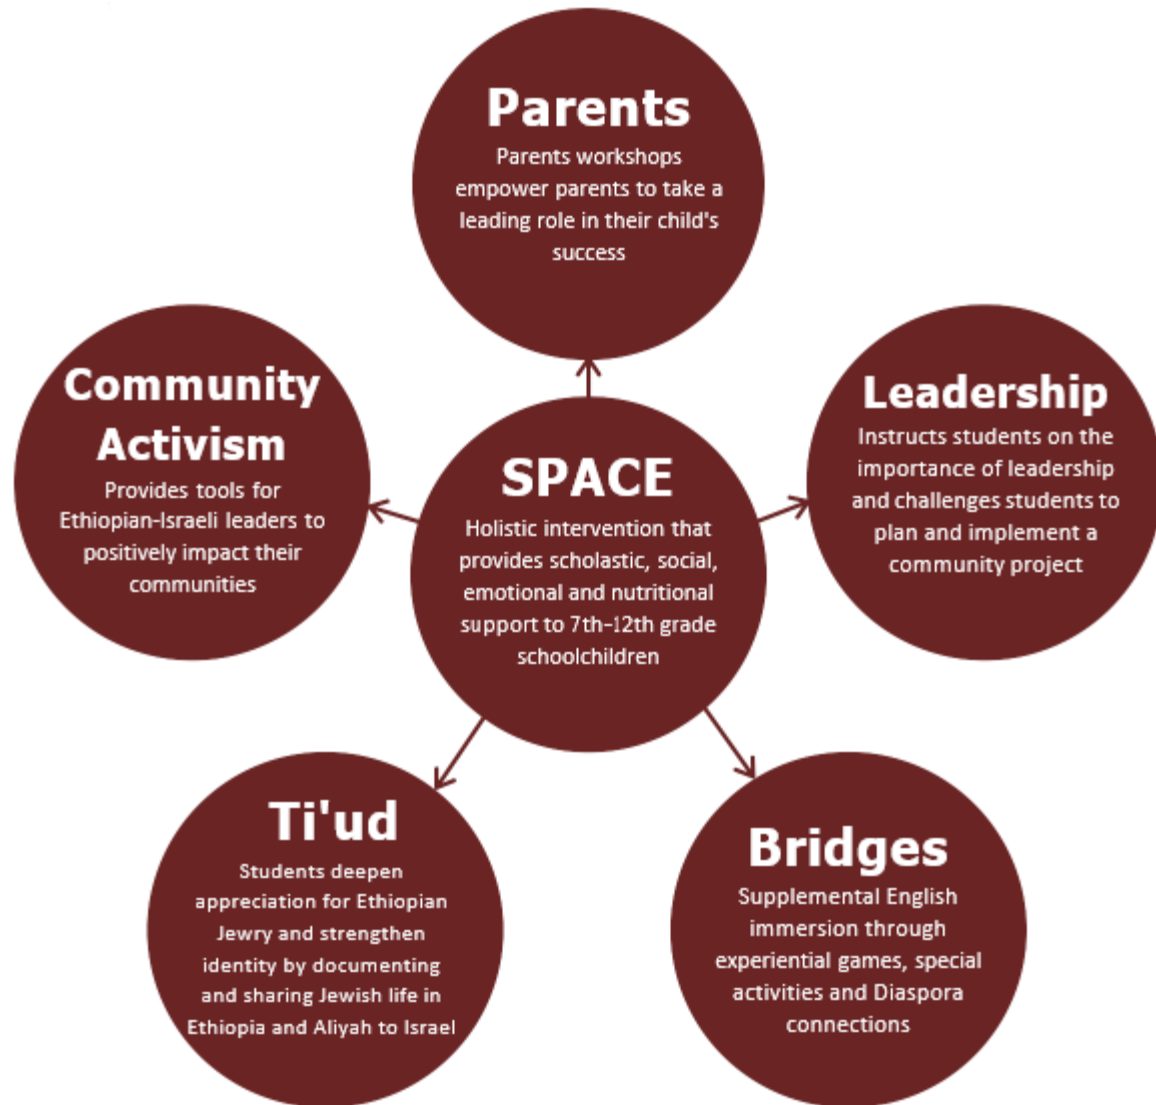 Parents
Parents workshops
empower parents to take a
leading role in their child's
success
Community
Activism
Provides tools for
Ethiopian-Israeli leaders to
positively impact their
communities
Leadership
Instructs students on the
importance of leadership
and challenges students to
plan and implement a
community project
SPACE
Holistic intervention that
provides scholastic, social,
emotional and nutritional
support to 7th-12th grade
schoolchildren
Ti'ud
Students deepen
appreciation for Ethiopian
Jewry and strengthen
identity by documenting
and sharing Jewish life in
Ethiopia and Aliyah to Israel
Bridges
Supplemental English
immersion through
experiential games, special
activities and Diaspora
connections